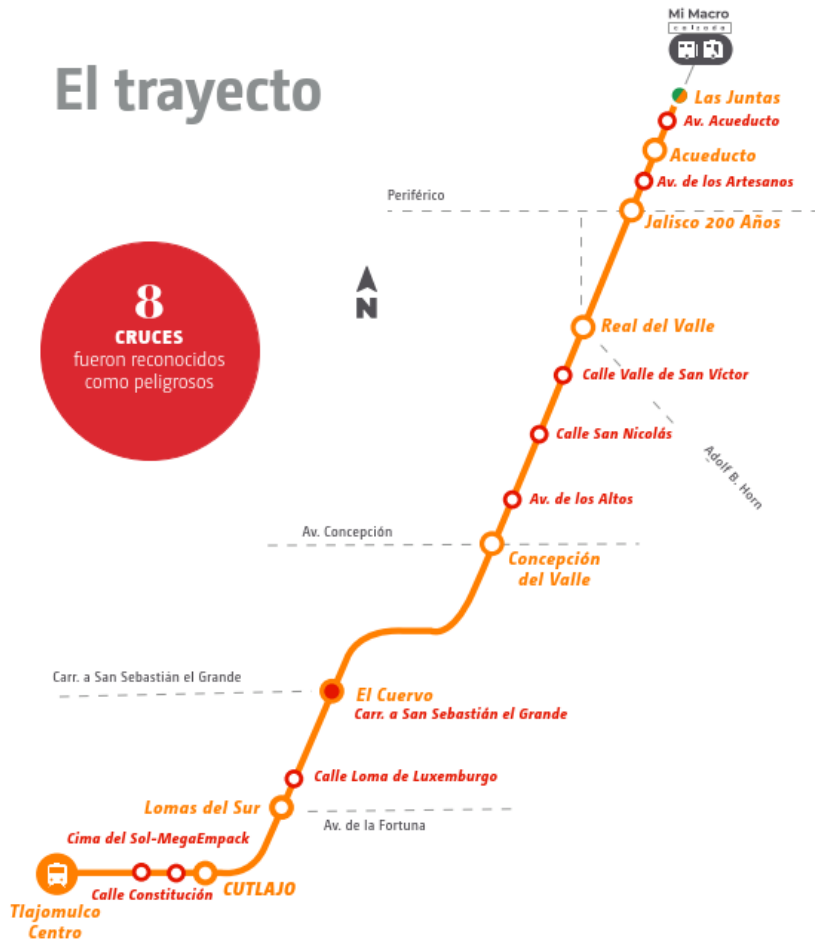 Mi Macro
calzada
El trayecto
Las Juntas
Av. Acueducto
Acueducto
Av. de los Artesanos
Periférico
Jalisco 200 Años
8
CRUCES
fueron reconocidos
como peligrosos
N
Real del Valle
Calle Valle de San Víctor
Calle San Nicolás
Adolf B. Horn
Av. de los Altos
Av. Concepción
Concepción
del Valle
Carr. a San Sebastián el Grande
El Cuervo
Carr. a San Sebastián el Grande
Calle Loma de Luxemburgo
Lomas del Sur
Av. de la Fortuna
Cima del Sol-MegaEmpack
CUTLAJO
Calle Constitución
Tlajomulco
Centro